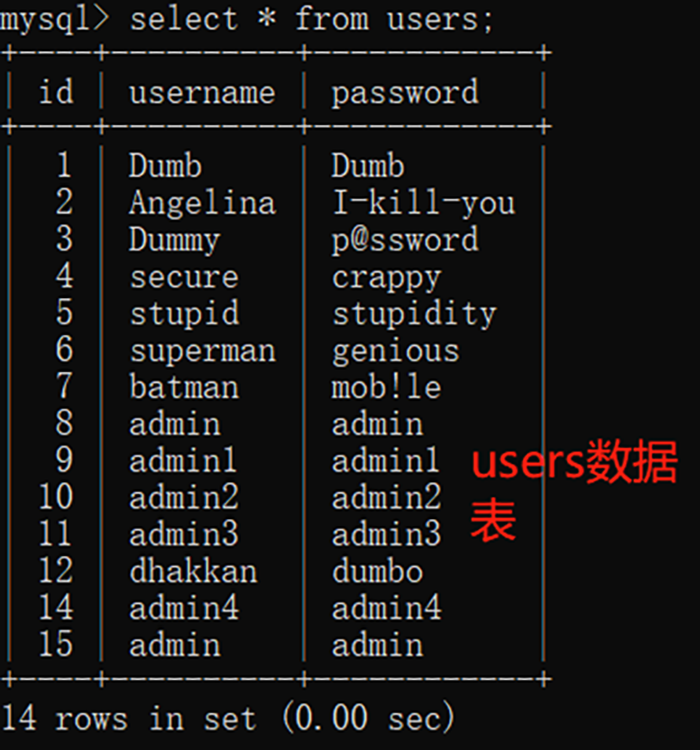 mysql> select * from users;
+----+----------+------------+
| id | username | password   |
+----+----------+------------+
| 1 | Dumb | Dumb |
| 2 | Angelina | I-kill-you |
| 3 | Dummy | p@ssword |
| 4 | secure | crappy |
| 5 | stupid | stupidity |
| 6 | superman | genious |
| 7 | batman | mob!le |
| 8 | admin | admin |
| 9 | admin1 | admin1 |
| 10 | admin2 | admin2 |
| 11 | admin3 | admin3 |
| 12 | dhakkan | dumbo |
| 14 | admin4 | admin4 |
| 15 | admin | admin |
+----+----------+------------+
14 rows in set (0.00 sec)
users数据
表